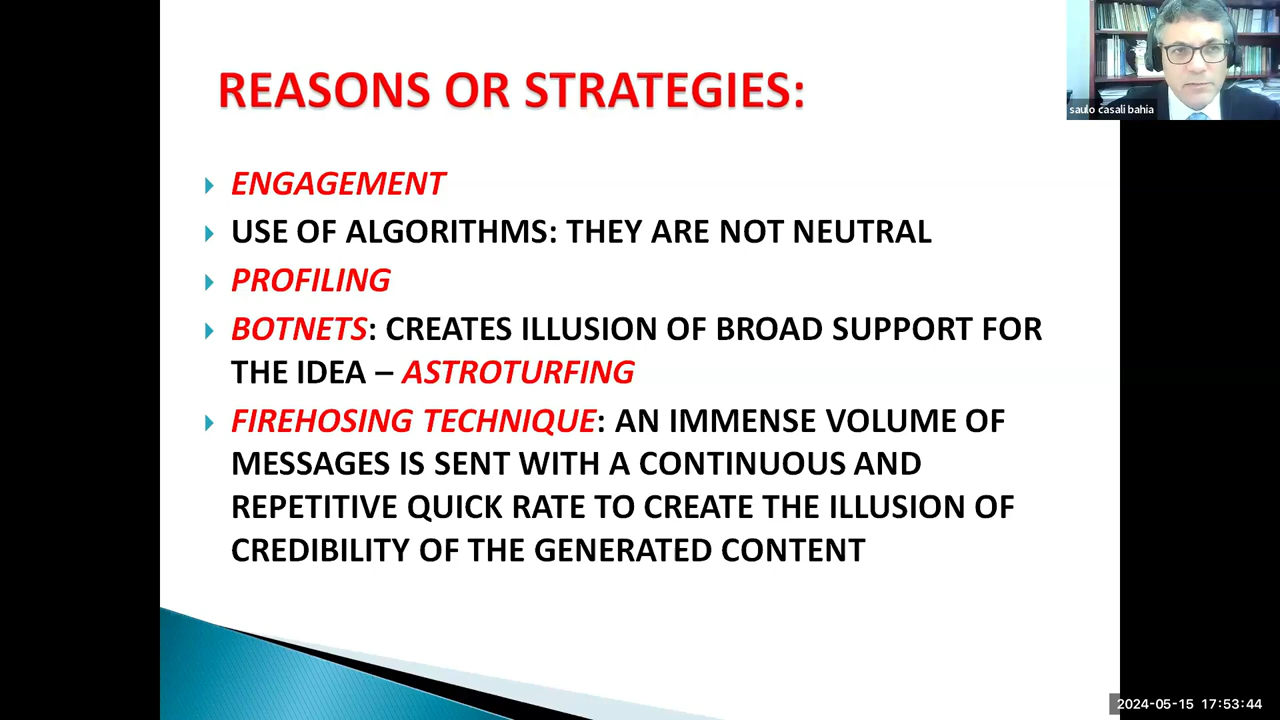 REASONS OR STRATEGIES:
saulo casali bahia
ENGAGEMENT
USE OF ALGORITHMS: THEY ARE NOT NEUTRAL
PROFILING
BOTNETS: CREATES ILLUSION OF BROAD SUPPORT FOR
THE IDEA – ASTROTURFING
FIREHOSING TECHNIQUE: AN IMMENSE VOLUME OF
MESSAGES IS SENT WITH A CONTINUOUS AND
REPETITIVE QUICK RATE TO CREATE THE ILLUSION OF
CREDIBILITY OF THE GENERATED CONTENT
2024-05-15 17:53:44